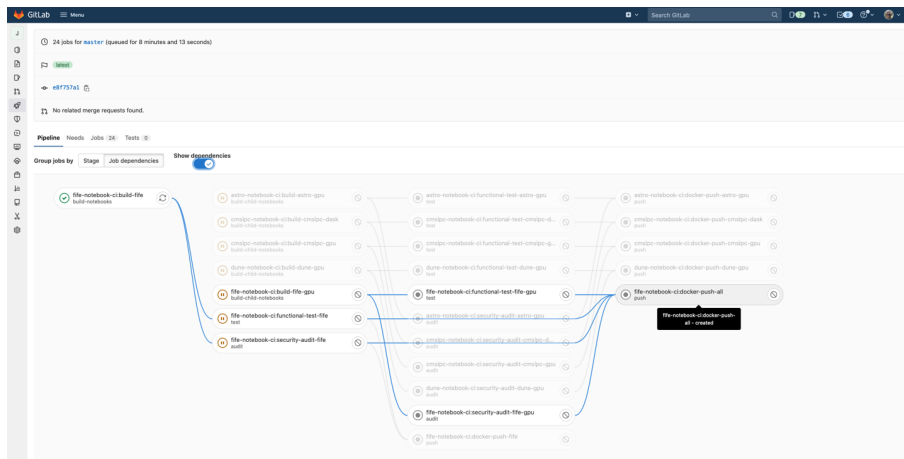 GitLab
Menu
Search GitLab
J
24 jobs for master (queued for 8 minutes and 13 seconds)
latest
e8f757a1
No related merge requests found.
Pipeline Needs Jobs 24 Tests 0
Group jobs by Stage Job dependencies Show dependencies
fife-notebook-ci:build-fife
build-notebooks
astro-notebook-ci:build-astro-gpu
build-child-notebooks
cmslpc-notebook-ci:build-cmslpc-dask
build-child-notebooks
cmslpc-notebook-ci:build-cmslpc-gpu
build-child-notebooks
dune-notebook-ci:build-dune-gpu
build-child-notebooks
fife-notebook-ci:build-fife-gpu
build-child-notebooks
fife-notebook-ci:functional-test-fife
test
fife-notebook-ci:security-audit-fife
audit
astro-notebook-ci:functional-test-astro-gpu
test
cmslpc-notebook-ci:functional-test-cmslpc-d...
test
cmslpc-notebook-ci:functional-test-cmslpc-g...
test
dune-notebook-ci:functional-test-dune-gpu
test
fife-notebook-ci:functional-test-fife-gpu
test
astro-notebook-ci:security-audit-astro-gpu
audit
cmslpc-notebook-ci:security-audit-cmslpc-d...
audit
cmslpc-notebook-ci:security-audit-cmslpc-gpu
audit
dune-notebook-ci:security-audit-dune-gpu
audit
fife-notebook-ci:security-audit-fife-gpu
audit
fife-notebook-ci:docker-push-fife
push
astro-notebook-ci:docker-push-astro-gpu
push
cmslpc-notebook-ci:docker-push-cmslpc-dask
push
cmslpc-notebook-ci:docker-push-cmslpc-gpu
push
dune-notebook-ci:docker-push-dune-gpu
push
fife-notebook-ci:docker-push-all
push
fife-notebook-ci:docker-push-
all - created